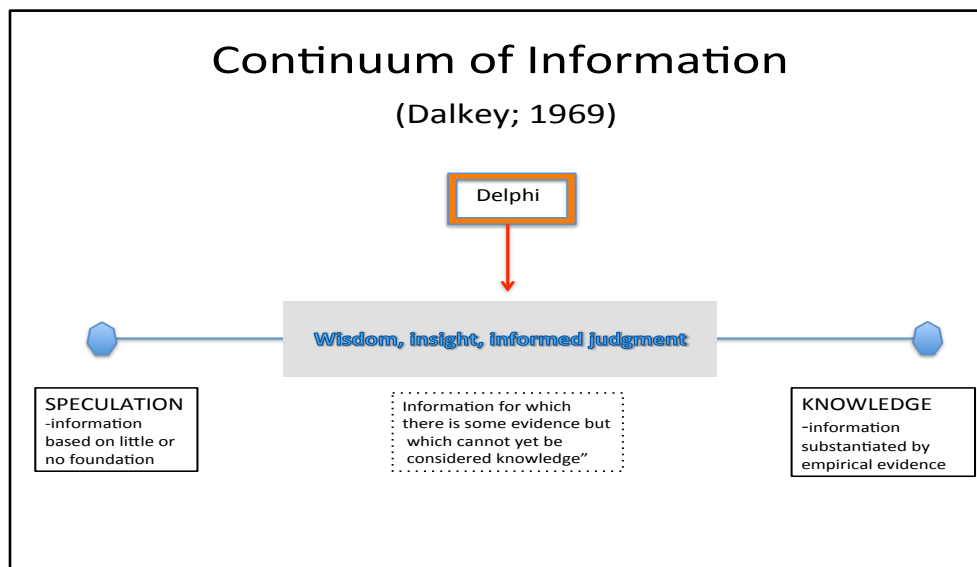 Continuum of Information
(Dalkey; 1969)
Delphi
Wisdom, insight, informed judgment
SPECULATION
-information
based on little or
no foundation
Information for which
there is some evidence but
which cannot yet be
considered knowledge”
KNOWLEDGE
-information
substantiated by
empirical evidence